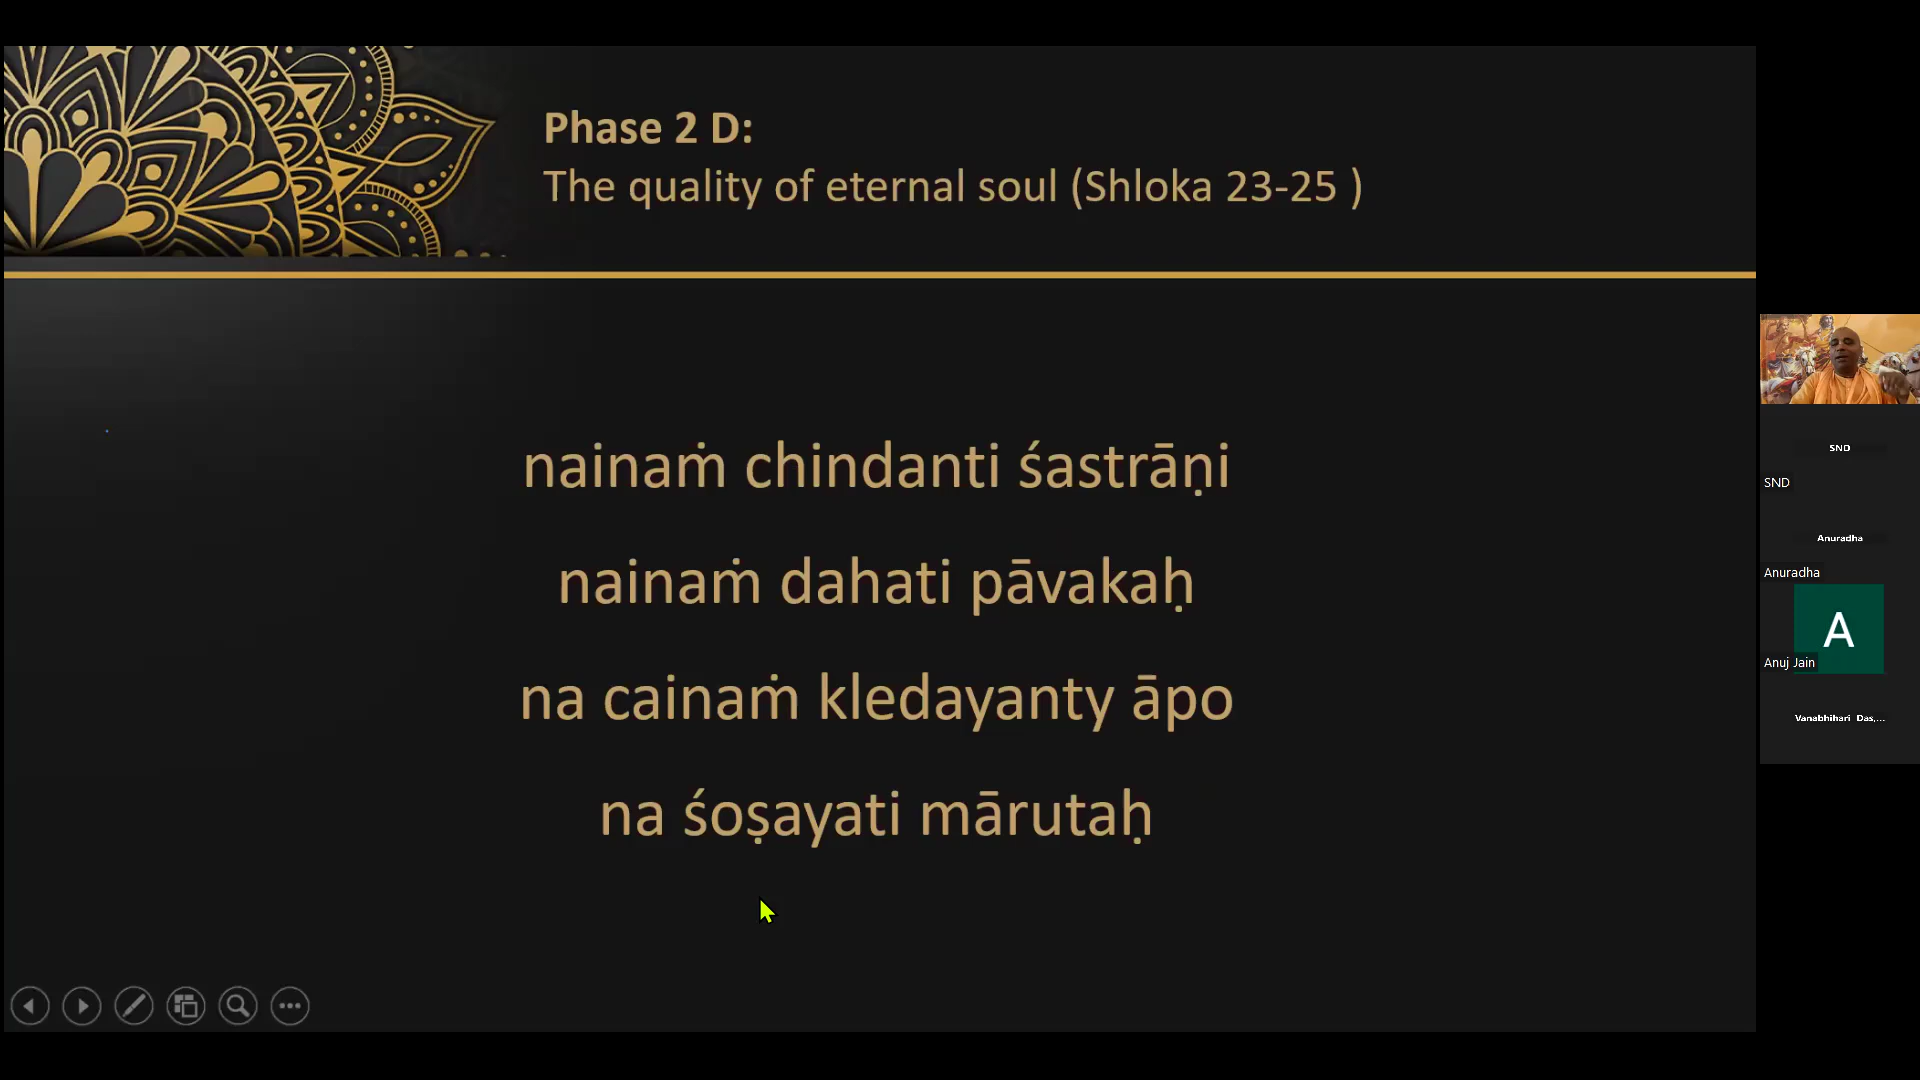 Phase 2 D:
The quality of eternal soul (Shloka 23-25 )
nainaṁ chindanti śastrāṇi
nainaṁ dahati pāvakaḥ
na cainaṁ kledayanty āpo
na śoṣayati mārutaḥ
SND
SND
Anuradha
Anuradha
A
Anuj Jain
Vanabhihari Das,...